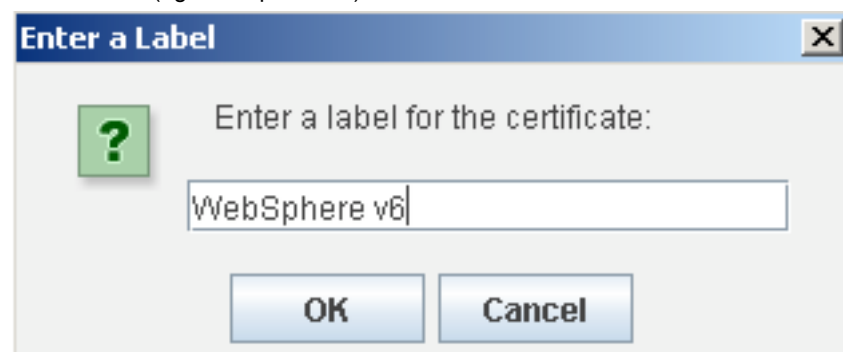 Enter a Label
?
Enter a label for the certificate:
WebSphere v6
OK Cancel